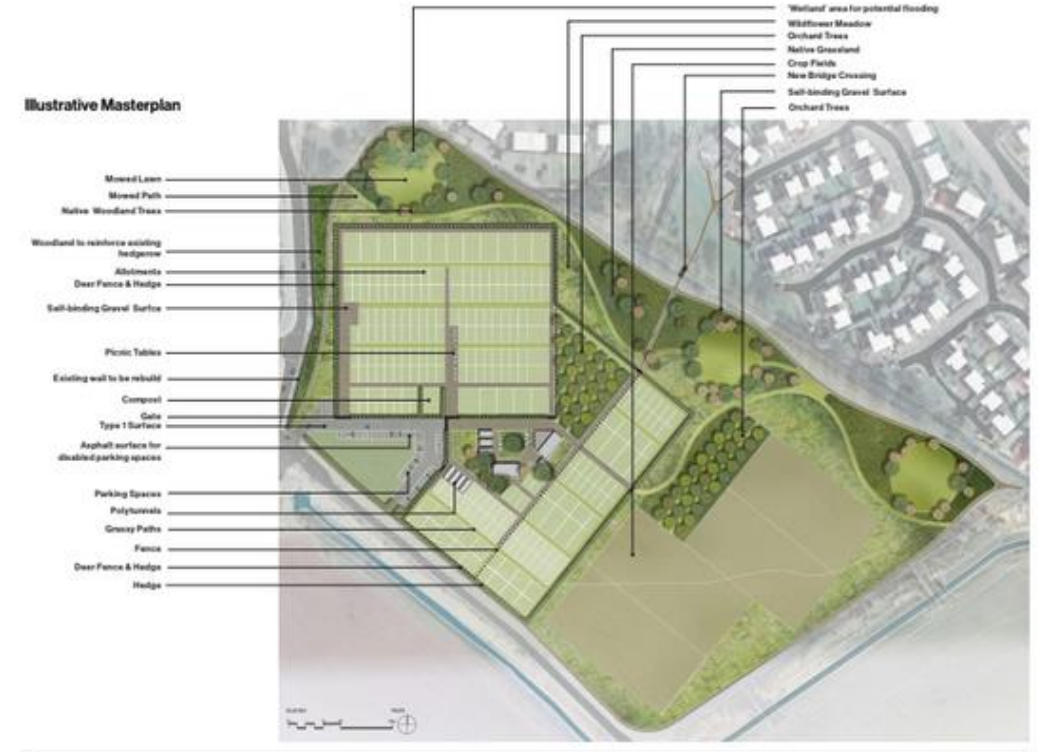 'Wetland' area for potential flooding
Wildflower Meadow
Orchard Trees
Native Grassland
Crop Fields
New Bridge Crossing
Self-binding Gravel Surface
Orchard Trees
Illustrative Masterplan
Mowed Lawn
Mowed Path
Native Woodland Trees
Woodland to reinforce existing
hedgerow
Allotments
Deer Fence & Hedge
Self-binding Gravel Surfce
Picnic Tables
Existing wall to be rebuild
Compost
Gate
Type 1 Surface
Asphalt surface for
disabled parking spaces
Parking Spaces
Polytunnels
Grassy Paths
Fence
Deer Fence & Hedge
Hedge